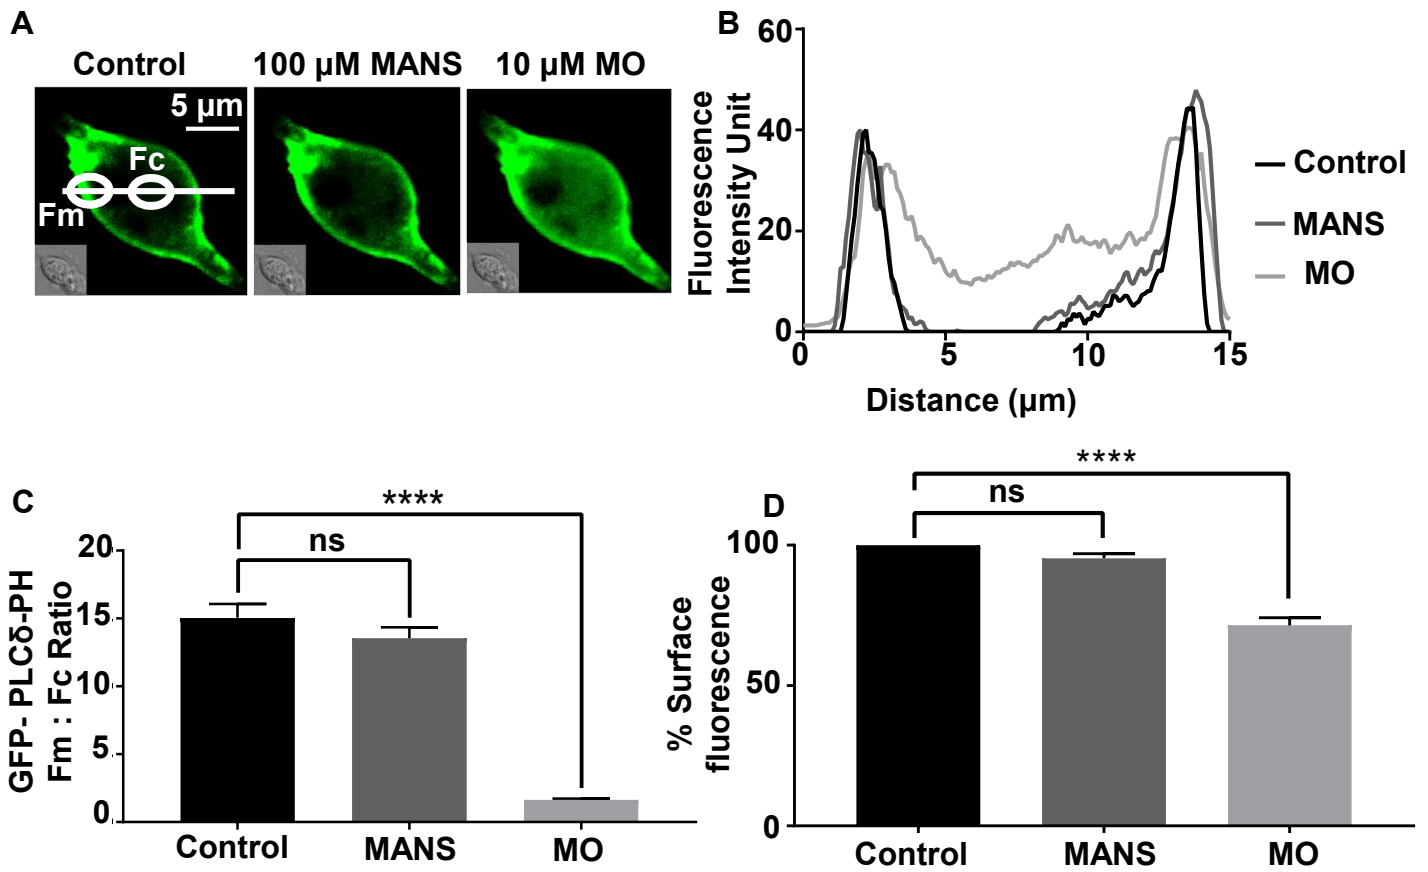 A
Control
100 µM MANS
10 µM MO
5 µm
Fc
Fm
B
Fluorescence
Intensity Unit
60
40
20
0
0
5
10
15
Distance (µm)
Control
MANS
MO
C
****
ns
GFP- PLCδ-PH
Fm : Fc Ratio
20
15
10
5
0
Control
MANS
MO
D
****
ns
% Surface
fluorescence
100
50
0
Control
MANS
MO